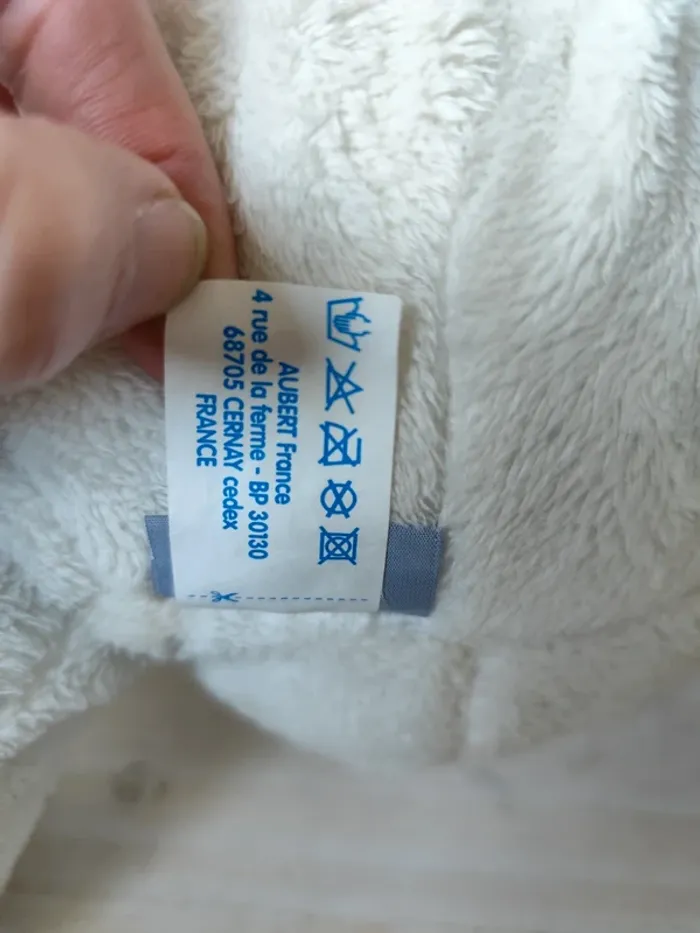 AUBERT France
4 rue de la ferme - BP 30130
68705 CERNAY cedex
FRANCE